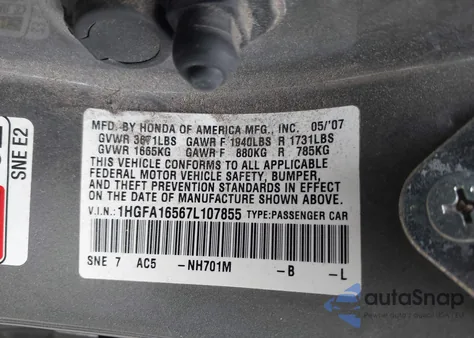 SNE E2
MFD. BY HONDA OF AMERICA MFG., INC. 05/'07
GVWR 3671LBS GAWR F 1940LBS R 1731LBS
GVWR 1665KG GAWR F 880KG R 785KG
THIS VEHICLE CONFORMS TO ALL APPLICABLE
FEDERAL MOTOR VEHICLE SAFETY, BUMPER,
AND THEFT PREVENTION STANDARDS IN EFFECT
ON THE DATE OF MANUFACTURE SHOWN ABOVE.
V.I.N.: 1HGFA16567L107855 TYPE:PASSENGER CAR
SNE 7 AC5 -NH701M -B -L
autoSnap